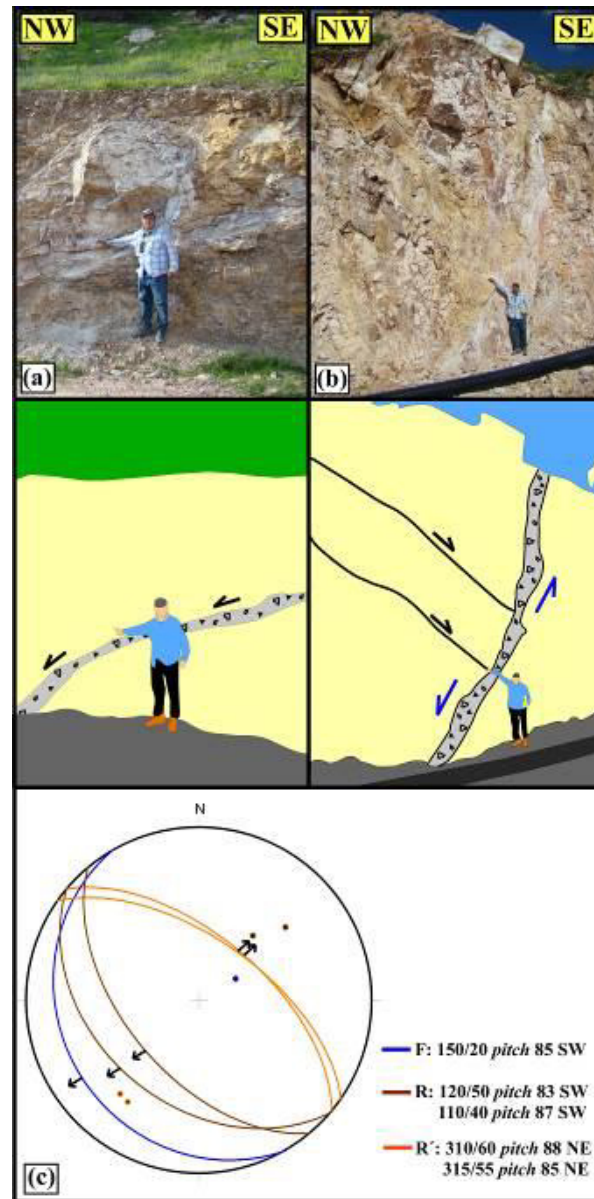 NW SE
NW SE
(a)
(b)
N
F: 150/20 pitch 85 SW
R: 120/50 pitch 83 SW
110/40 pitch 87 SW
R´: 310/60 pitch 88 NE
315/55 pitch 85 NE
(c)